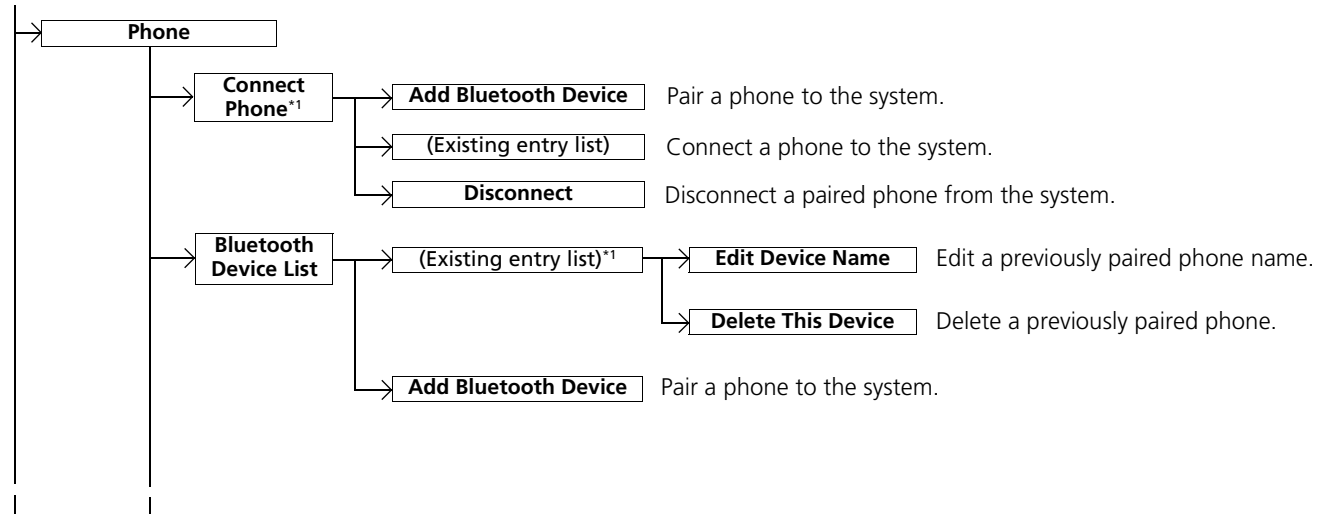 Phone
Connect
Phone*1
Add Bluetooth Device Pair a phone to the system.
(Existing entry list) Connect a phone to the system.
Disconnect Disconnect a paired phone from the system.
Bluetooth
Device List
(Existing entry list)*1
Edit Device Name Edit a previously paired phone name.
Delete This Device Delete a previously paired phone.
Add Bluetooth Device Pair a phone to the system.